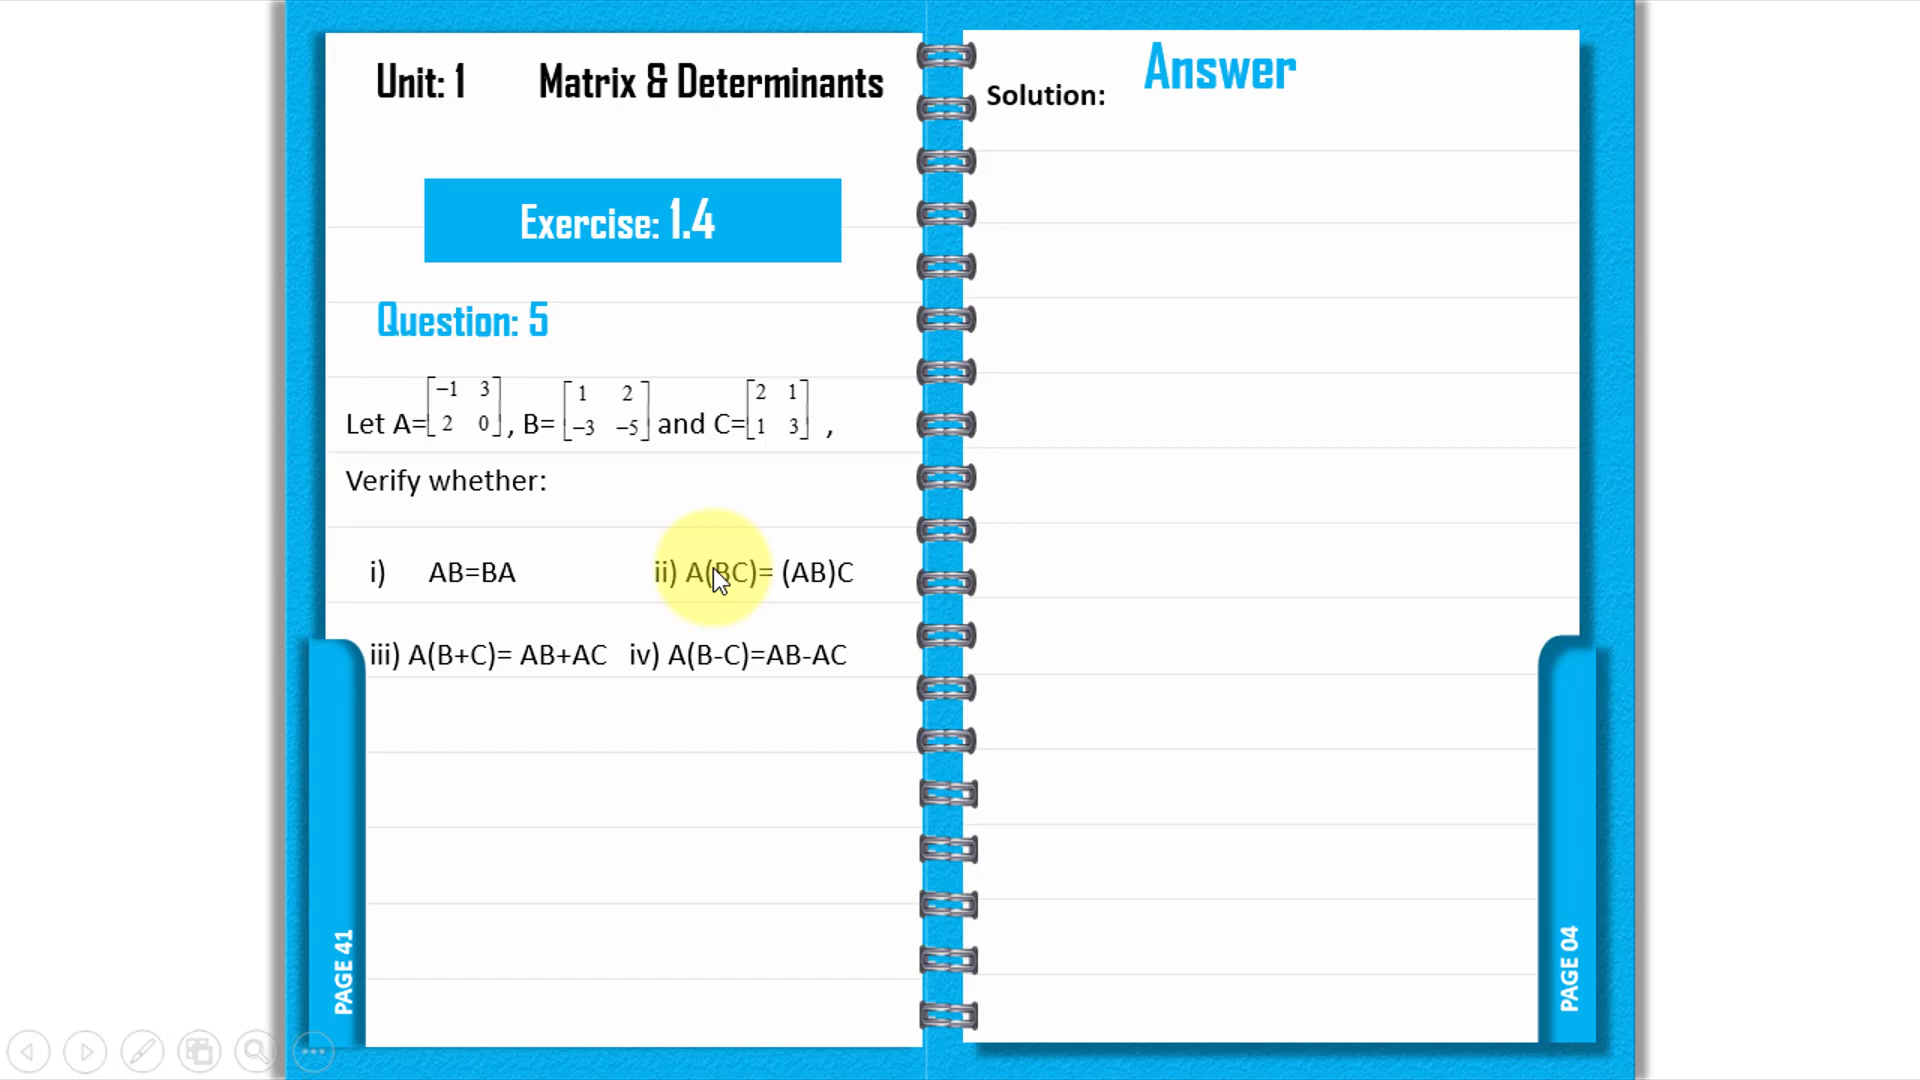 Unit: 1 Matrix & Determinants
Exercise: 1.4
Question: 5
Let A=[−1 3
2 0], B=[1 2
−3 −5] and C=[2 1
1 3] ,
Verify whether:
i) AB=BA ii) A(BC)= (AB)C
iii) A(B+C)= AB+AC iv) A(B-C)=AB-AC
PAGE 41
Answer
Solution:
PAGE 04